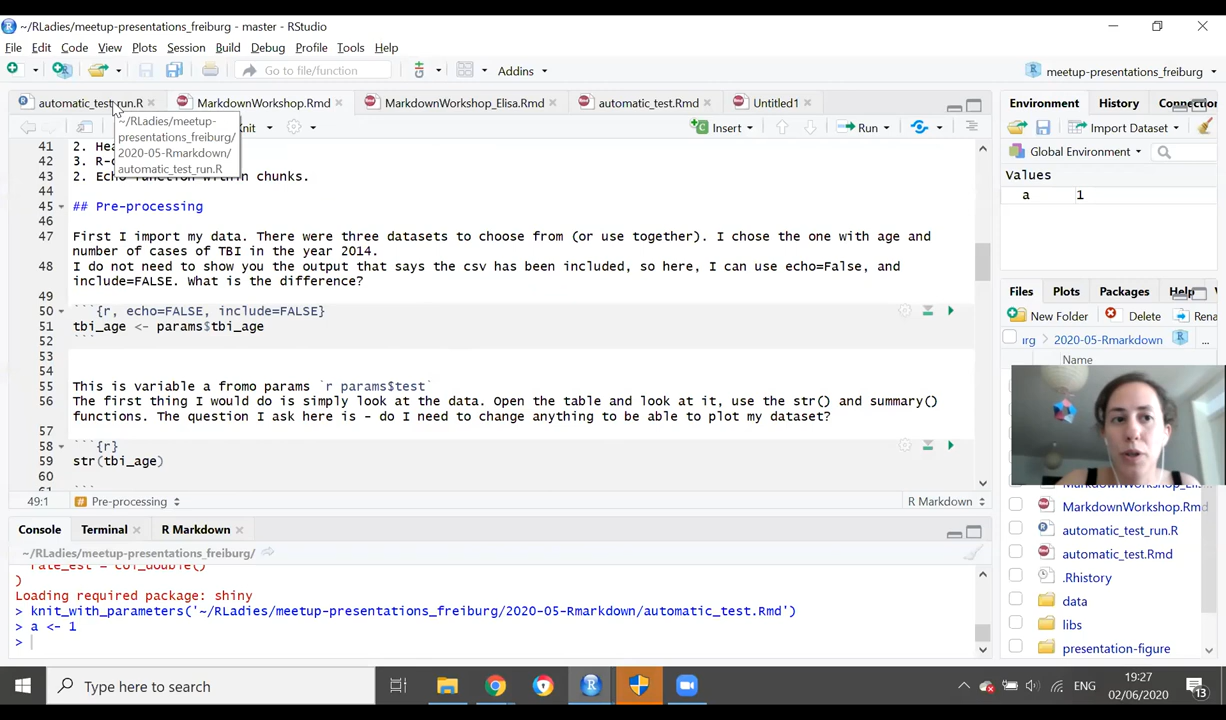 ~/RLadies/meetup-presentations_freiburg - master - RStudio
File Edit Code View Plots Session Build Debug Profile Tools Help
Go to file/function Addins meetup-presentations_freiburg
automatic_test_run.R MarkdownWorkshop.Rmd MarkdownWorkshop_Elisa.Rmd automatic_test.Rmd Untitled1
Insert Run
~/RLadies/meetup-
presentations_freiburg/
2020-05-Rmarkdown/
automatic_test_run.R
41 2.
42 3.
43 2. function within chunks.
44
45 ## Pre-processing
46
47 First I import my data. There were three datasets to choose from (or use together). I chose the one with age and
number of cases of TBI in the year 2014.
48 I do not need to show you the output that says the csv has been included, so here, I can use echo=False, and
include=FALSE. what is the difference?
49
50 ```{r, echo=FALSE, include=FALSE}
51 tbi_age <- params$tbi_age
52 ```
53
54
55 This is variable a fromo params `r params$test`
56 The first thing I would do is simply look at the data. Open the table and look at it, use the str() and summary()
functions. The question I ask here is - do I need to change anything to be able to plot my dataset?
57
58 ```{r}
59 str(tbi_age)
60
49:1 Pre-processing R Markdown
Console Terminal R Markdown
~/RLadies/meetup-presentations_freiburg/
rate_est = col_double()
)
Loading required package: shiny
> knit_with_parameters('~/RLadies/meetup-presentations_freiburg/2020-05-Rmarkdown/automatic_test.Rmd')
> a <- 1
>
Environment History
Import Dataset
Global Environment
Values
a 1
Files Plots Packages Help
New Folder Delete
2020-05-Rmarkdown
Name
MarkdownWorkshop.Rmd
automatic_test_run.R
automatic_test.Rmd
.Rhistory
data
libs
presentation-figure
Type here to search
ENG
19:27
02/06/2020
13